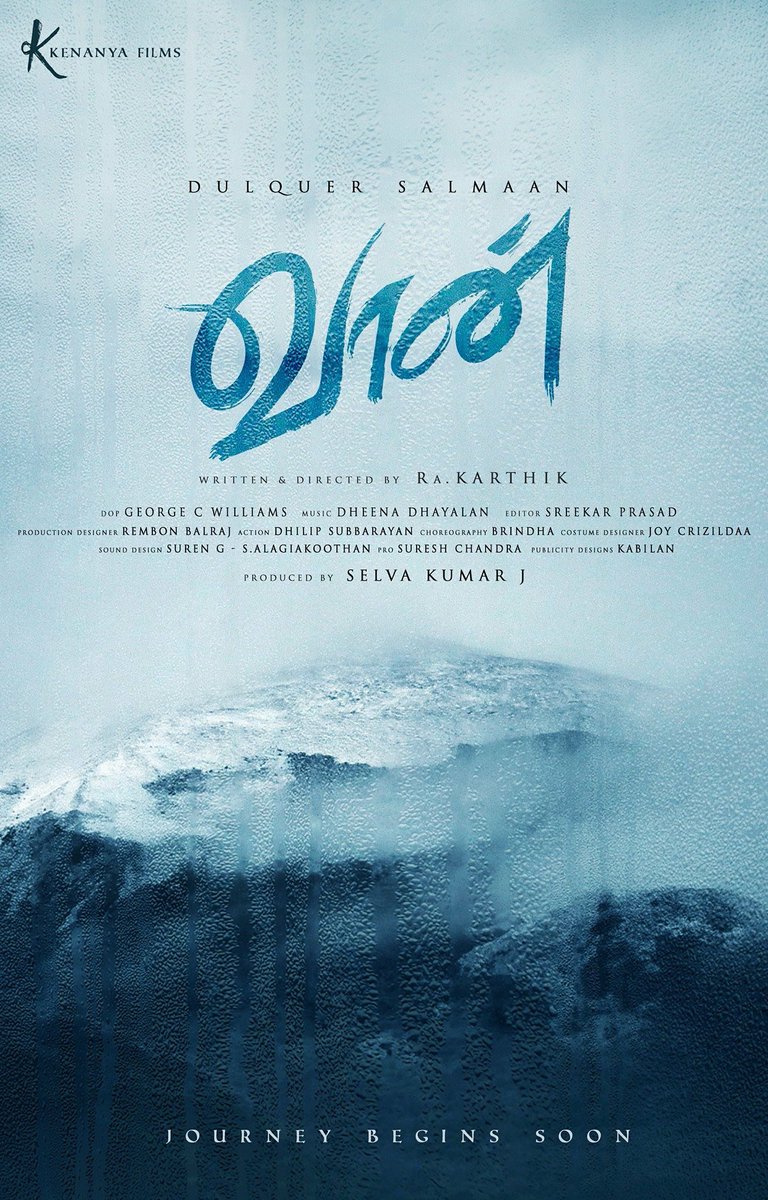 KENANYA FILMS
DULQUER SALMAAN
வான்
WRITTEN & DIRECTED BY RA. KARTHIK
DOP GEORGE C WILLIAMS MUSIC DHEENA DHAYALAN EDITOR SREEKAR PRASAD
PRODUCTION DESIGNER REMBON BALRAJ ACTION DHILIP SUBBARAYAN CHOREOGRAPHY BRINDHA COSTUME DESIGNER JOY CRIZILDAA
SOUND DESIGN SUREN G - S.ALAGIAKOOTHAN PRO SURESH CHANDRA PUBLICITY DESIGNS KABILAN
PRODUCED BY SELVA KUMAR J
JOURNEY BEGINS SOON